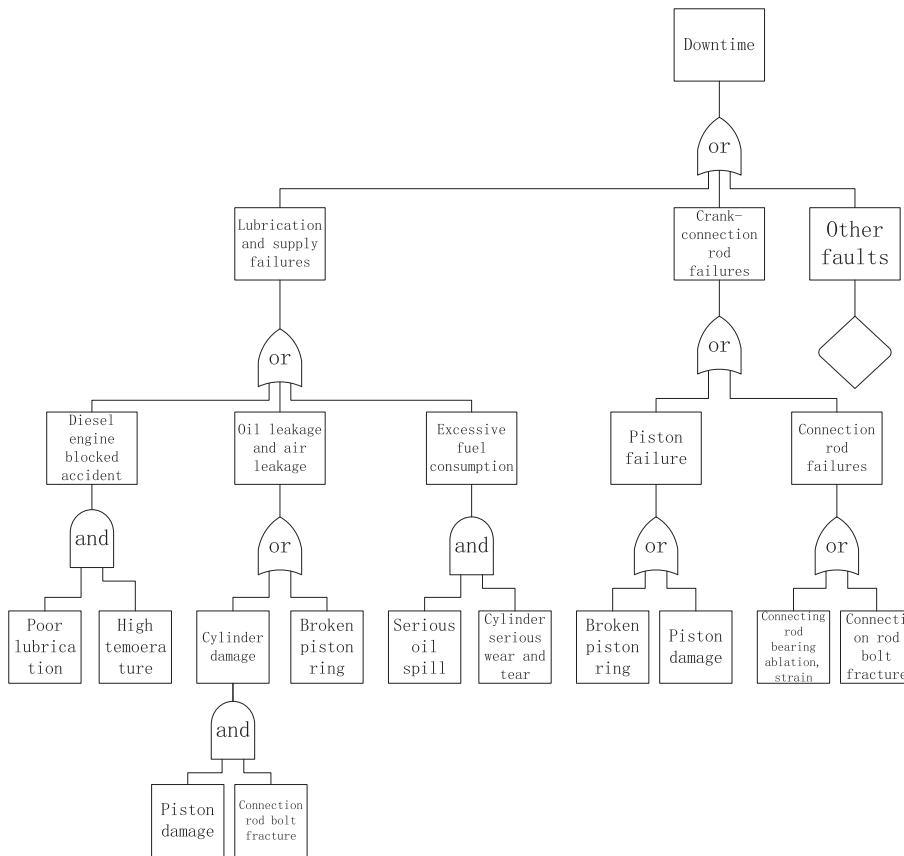 Downtime
or
Lubrication
and supply
failures
Crank-
connection
rod
failures
Other
faults
or
or
Diesel
engine
blocked
accident
Oil leakage
and air
leakage
Excessive
fuel
consumption
Piston
failure
Connection
rod
failures
and
or
and
or
or
Poor
lubrica
tion
High
temoera
ture
Cylinder
damage
Broken
piston
ring
Serious
oil
spill
Cylinder
serious
wear and
tear
Broken
piston
ring
Piston
damage
Connecting
rod
bearing
ablation,
strain
Connecti
on rod
bolt
fracture
and
Piston
damage
Connection
rod bolt
fracture